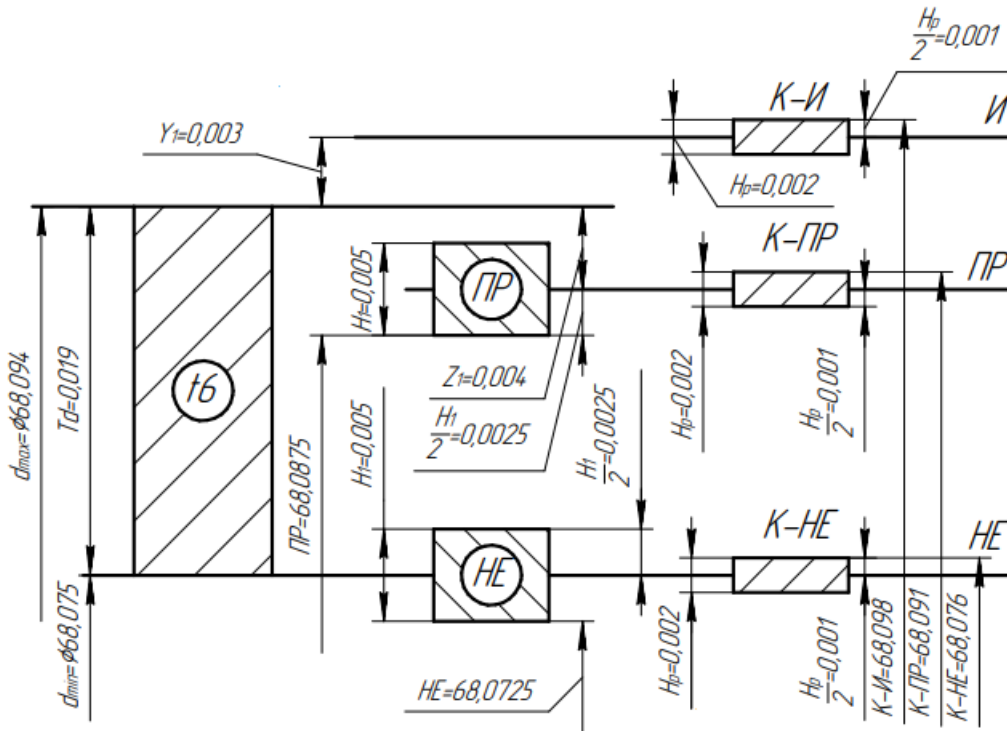 Hp/2=0,001
К-И
И
Y1=0,003
Hp=0,002
К-ПР
ПР
H1=0,005
ПР
Z1=0,004
H1/2=0,0025
H1/2=0,0025
Hp=0,002
Hp/2=0,001
dmax=ø68,094
Td=0,019
t6
ПР=68,0875
H1=0,005
К-НЕ
НЕ
НЕ
dmin=ø68,075
НЕ=68,0725
Hp=0,002
Hp/2=0,001
К-И=68,098
К-ПР=68,091
К-НЕ=68,076